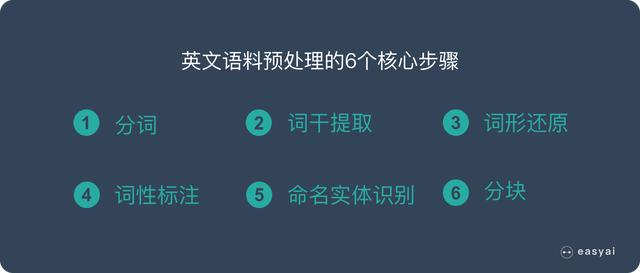 英文语料预处理的6个核心步骤
1 分词 2 词干提取 3 词形还原
4 词性标注 5 命名实体识别 6 分块
easyai